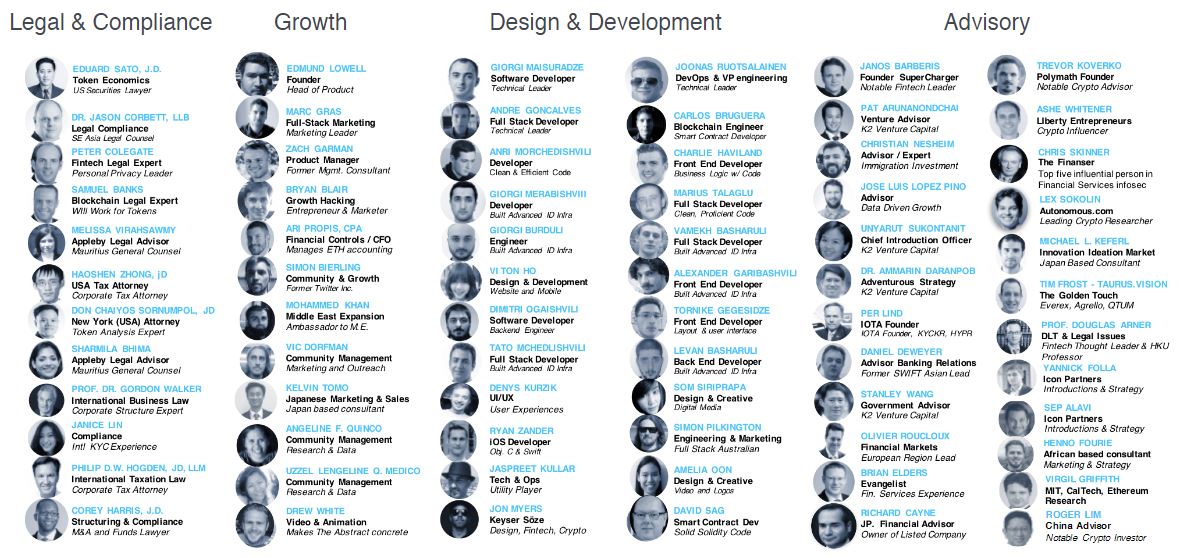 Legal & Compliance
EDUARD SATO, J.D.
Token Economics
US Securities Lawyer
DR. JASON CORBETT, LLB
Legal Compliance
SE Asia Legal Counsel
PETER COLEGATE
Fintech Legal Expert
Personal Privacy Leader
SAMUEL BANKS
Blockchain Legal Expert
Will Work for Tokens
MELISSA VIRAHSAWMY
Appleby Legal Advisor
Mauritius General Counsel
HAOSHEN ZHONG, jD
USA Tax Attorney
Corporate Tax Attorney
DON CHAIYOS SORNUMPOL, JD
New York (USA) Attorney
Token Analysis Expert
SHARMILA BHIMA
Appleby Legal Advisor
Mauritius General Counsel
PROF. DR. GORDON WALKER
International Business Law
Corporate Structure Expert
JANICE LIN
Compliance
Intl KYC Experience
PHILIP D.W. HOGDEN, JD, LLM
International Taxation Law
Corporate Tax Attorney
COREY HARRIS, J.D.
Structuring & Compliance
M&A and Funds Lawyer
Growth
EDMUND LOWELL
Founder
Head of Product
MARC GRAS
Full-Stack Marketing
Marketing Leader
ZACH GARMAN
Product Manager
Former Mgmt. Consultant
BRYAN BLAIR
Growth Hacking
Entrepreneur & Marketer
ARI PROPIS, CPA
Financial Controls / CFO
Manages ETH accounting
SIMON BIERLING
Community & Growth
Former Twitter Inc.
MOHAMMED KHAN
Middle East Expansion
Ambassador to M.E.
VIC DORFMAN
Community Management
Marketing and Outreach
KELVIN TOMO
Japanese Marketing & Sales
Japan based consultant
ANGELINE F. QUINCO
Community Management
Research & Data
UZZEL LENGELINE Q. MEDICO
Community Management
Research & Data
DREW WHITE
Video & Animation
Makes The Abstract concrete
Design & Development
GIORGI MAISURADZE
Software Developer
Technical Leader
ANDRE GONCALVES
Full Stack Developer
Technical Leader
ANRI MORCHEDISHVILI
Developer
Clean & Efficient Code
GIORGI MERABISHVIII
Developer
Built Advanced ID Infra
GIORGI BURDULI
Engineer
Built Advanced ID Infra
VI TON HO
Design & Development
Website and Mobile
DIMITRI OGAISHVILI
Software Developer
Backend Engineer
TATO MCHEDLISHVILI
Full Stack Developer
Built Advanced ID Infra
DENYS KURZIK
UI/UX
User Experiences
RYAN ZANDER
iOS Developer
Obj. C & Swift
JASPREET KULLAR
Tech & Ops
Utility Player
JON MYERS
Keyser Söze
Design, Fintech, Crypto
JOONAS RUOTSALAINEN
DevOps & VP engineering
Technical Leader
CARLOS BRUGUERA
Blockchain Engineer
Smart Contract Developer
CHARLIE HAVILAND
Front End Developer
Business Logic w/ Code
MARIUS TALAGLU
Full Stack Developer
Clean, Proficient Code
VAMEKH BASHARULI
Full Stack Developer
Built Advanced ID Infra
ALEXANDER GARIBASHVILI
Front End Developer
Built Advanced ID Infra
TORNIKE GEGESIDZE
Front End Developer
Layout & user interface
LEVAN BASHARULI
Back End Developer
Built Advanced ID Infra
SOM SIRIPRAPA
Design & Creative
Digital Media
SIMON PILKINGTON
Engineering & Marketing
Full Stack Australian
AMELIA OON
Design & Creative
Video and Logos
DAVID SAG
Smart Contract Dev
Solid Solidity Code
Advisory
JANOS BARBERIS
Founder SuperCharger
Notable Fintech Leader
PAT ARUNANONDCHAI
Venture Advisor
K2 Venture Capital
CHRISTIAN NESHEIM
Advisor / Expert
Immigration Investment
JOSE LUIS LOPEZ PINO
Advisor
Data Driven Growth
UNYARUT SUKONTANIT
Chief Introduction Officer
K2 Venture Capital
DR. AMMARIN DARANPOB
Adventurous Strategy
K2 Venture Capital
PER LIND
IOTA Founder
IOTA Founder, KYCKR, HYPR
DANIEL DEWEYER
Advisor Banking Relations
Former SWIFT Asian Lead
STANLEY WANG
Government Advisor
K2 Venture Capital
OLIVIER ROUCLOUX
Financial Markets
European Region Lead
BRIAN ELDERS
Evangelist
Fin. Services Experience
RICHARD CAYNE
JP. Financial Advisor
Owner of Listed Company
TREVOR KOVERKO
Polymath Founder
Notable Crypto Advisor
ASHE WHITENER
LIberty Entrepreneurs
Crypto Influencer
CHRIS SKINNER
The Finanser
Top five influential person in
Financial Services infosec
LEX SOKOLIN
Autonomous.com
Leading Crypto Researcher
MICHAEL L. KEFERL
Innovation Ideation Market
Japan Based Consultant
TIM FROST - TAURUS.VISION
The Golden Touch
Everex, Agrello, QTUM
PROF. DOUGLAS ARNER
DLT & Legal Issues
Fintech Thought Leader & HKU
Professor
YANNICK FOLLA
Icon Partners
Introductions & Strategy
SEP ALAVI
Icon Partners
Introductions & Strategy
HENNO FOURIE
African based consultant
Marketing & Strategy
VIRGIL GRIFFITH
MIT, CalTech, Ethereum
Research
ROGER LIM
China Advisor
Notable Crypto Investor